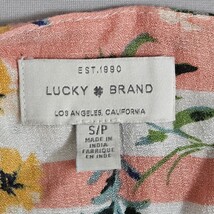 EST.1990
LUCKY BRAND
LOS ANGELES, CALIFORNIA
S/P
MADE IN
INDIA
FABRIQUÉ
EN INDE